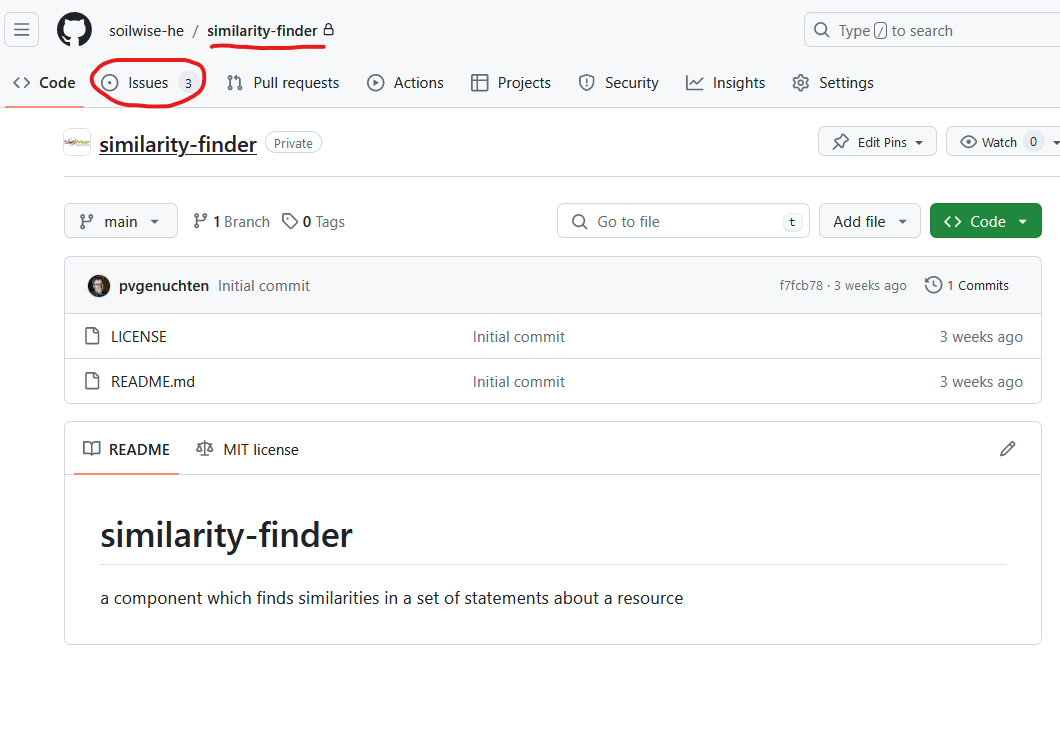 soilwise-he / similarity-finder
Type / to search
Code Issues 3 Pull requests Actions Projects Security Insights Settings
similarity-finder Private
Edit Pins Watch 0
main 1 Branch 0 Tags Go to file t Add file Code
pvgenuchten Initial commit f7fcb78 · 3 weeks ago 1 Commits
LICENSE Initial commit 3 weeks ago
README.md Initial commit 3 weeks ago
README MIT license
similarity-finder
a component which finds similarities in a set of statements about a resource